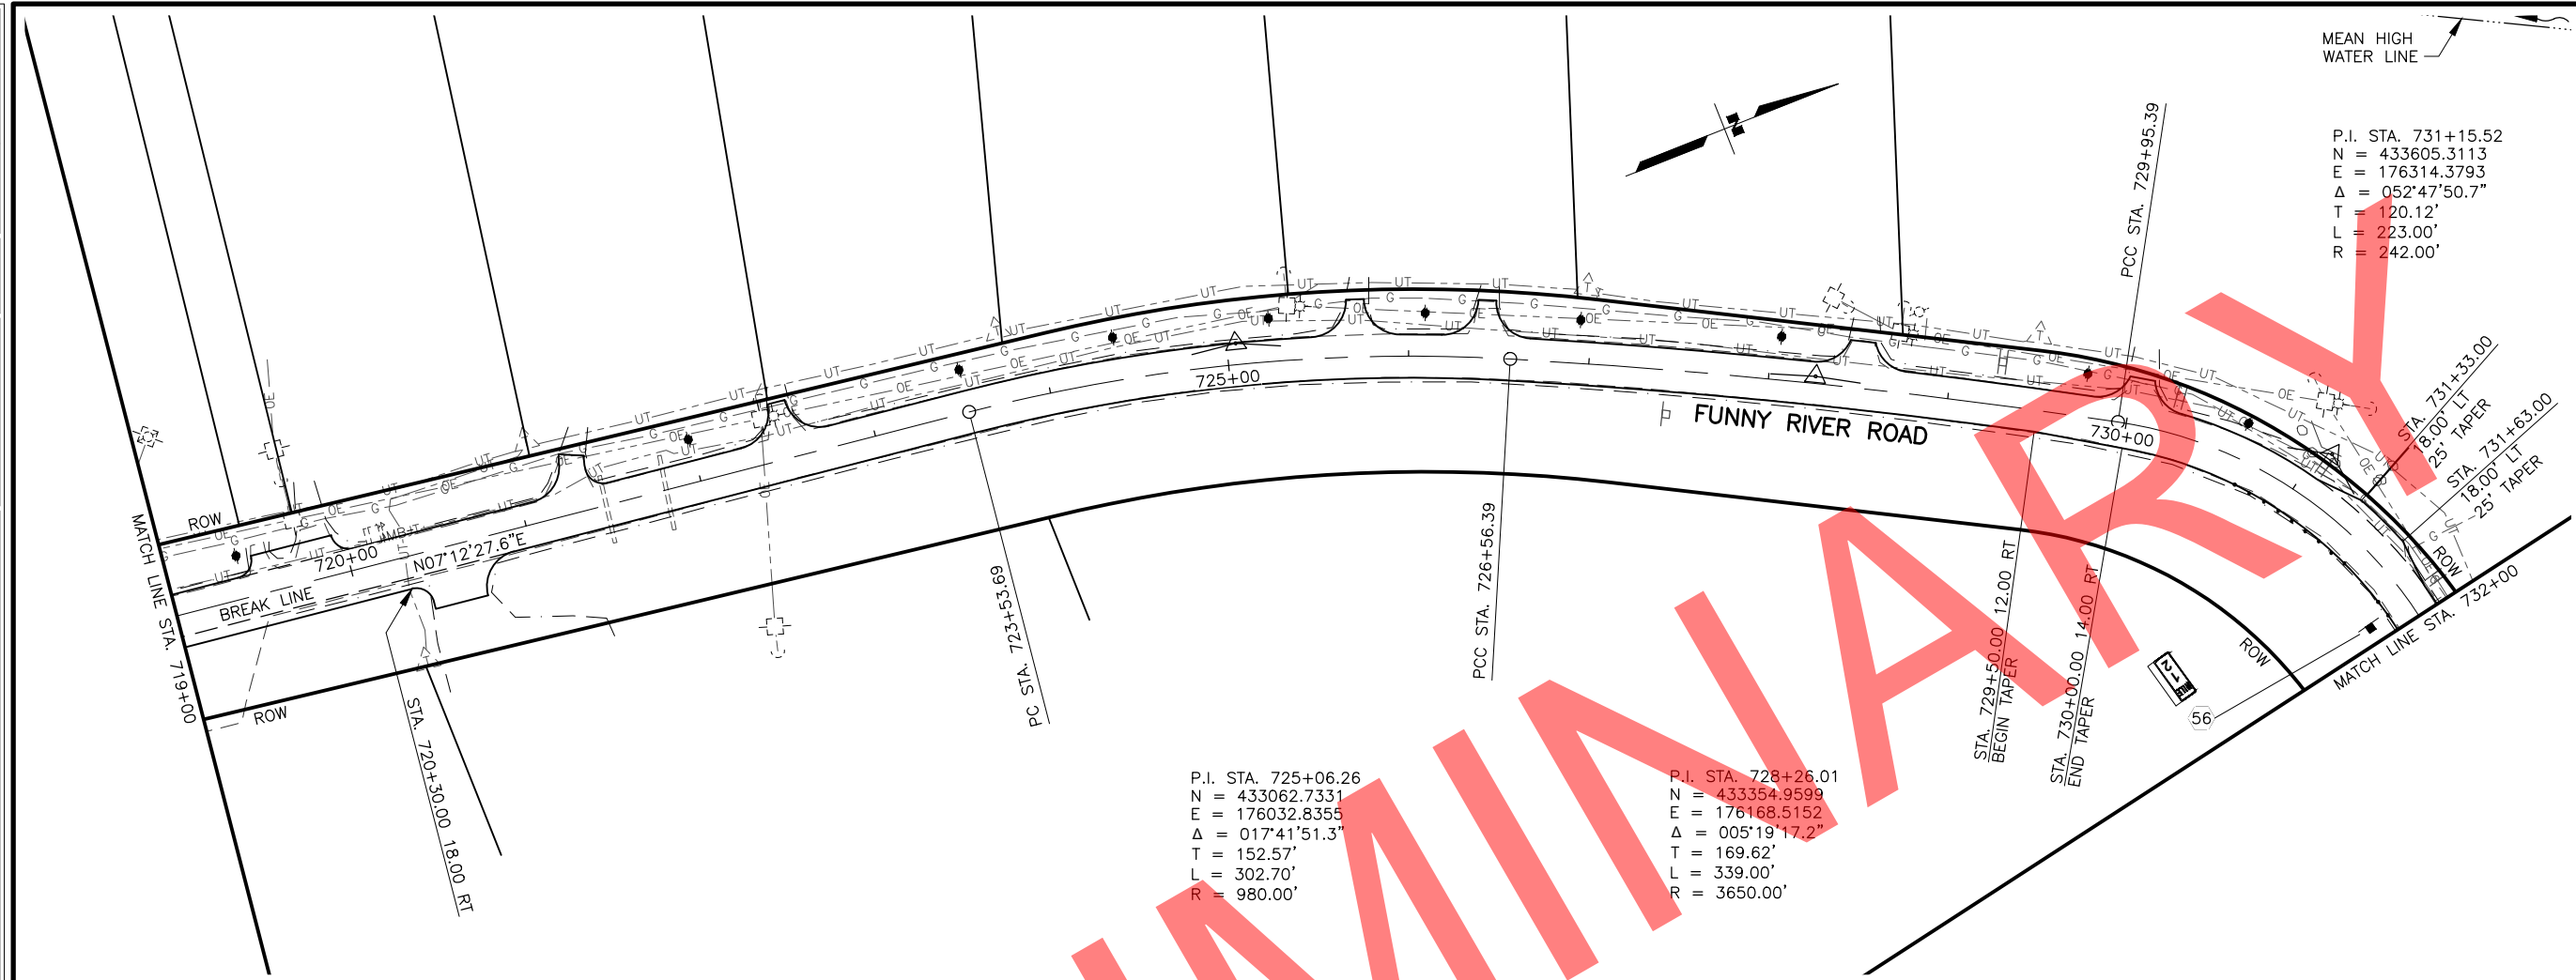 MEAN HIGH
WATER LINE
P.I. STA. 731+15.52
N = 433605.3113
E = 176314.3793
Δ = 052°47'50.7"
T = 120.12'
L = 223.00'
R = 242.00'
PCC STA. 729+95.39
STA. 731+33.00
18.00' LT
25' TAPER
STA. 731+63.00
18.00' LT
25' TAPER
725+00
FUNNY RIVER ROAD
730+00
ROW
720+00
N07°12'27.6"E
BREAK LINE
MATCH LINE STA. 719+00
ROW
STA. 720+30.00 18.00 RT
PC STA. 723+53.69
PCC STA. 726+56.39
STA. 729+50.00 12.00 RT
BEGIN TAPER
STA. 730+00.00 14.00 RT
END TAPER
ROW
ROW
MATCH LINE STA. 732+00
MILE
12
56
P.I. STA. 725+06.26
N = 433062.7331
E = 176032.8355
Δ = 017°41'51.3"
T = 152.57'
L = 302.70'
R = 980.00'
P.I. STA. 728+26.01
N = 433354.9599
E = 176168.5152
Δ = 005°19'17.2"
T = 169.62'
L = 339.00'
R = 3650.00'
MINARY